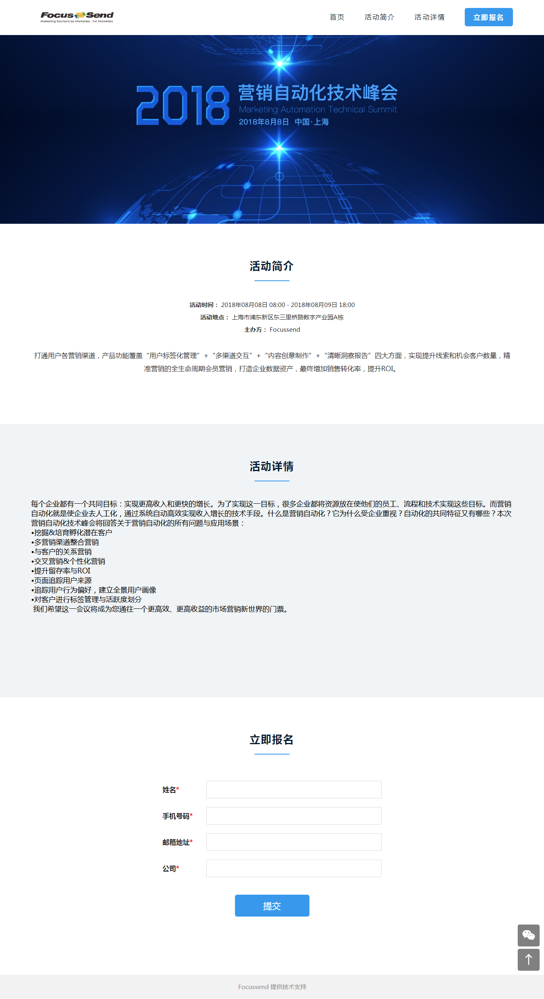 Focus Send
Marketing Solutions by Marketers . For Marketers
首页
活动简介
活动详情
立即报名
2018
营销自动化技术峰会
Marketing Automation Technical Summit
2018年8月8日 中国·上海
活动简介
活动时间： 2018年08月08日 08:00 - 2018年08月09日 18:00
活动地点： 上海市浦东新区东三里桥路数字产业园A栋
主办方： Focussend
打通用户各营销渠道，产品功能覆盖“用户标签化管理”+“多渠道交互”+“内容创意制作”+“清晰洞察报告”四大方面，实现提升线索和机会客户数量，精
准营销的全生命周期会员营销，打造企业数据资产，最终增加销售转化率，提升ROI。
活动详情
每个企业都有一个共同目标：实现更高收入和更快的增长。为了实现这一目标，很多企业都将资源放在使他们的员工、流程和技术实现这些目标。而营销
自动化就是使企业去人工化，通过系统自动高效实现收入增长的技术手段。什么是营销自动化？它为什么受企业重视？自动化的共同特征又有哪些？本次
营销自动化技术峰会将回答关于营销自动化的所有问题与应用场景：
•挖掘&培育孵化潜在客户
•多营销渠道整合营销
•与客户的关系营销
•交叉营销&个性化营销
•提升留存率与ROI
•页面追踪用户来源
•追踪用户行为偏好，建立全景用户画像
•对客户进行标签管理与活跃度划分
我们希望这一会议将成为您通往一个更高效、更高收益的市场营销新世界的门票。
立即报名
姓名*
手机号码*
邮箱地址*
公司*
提交
Focussend 提供技术支持